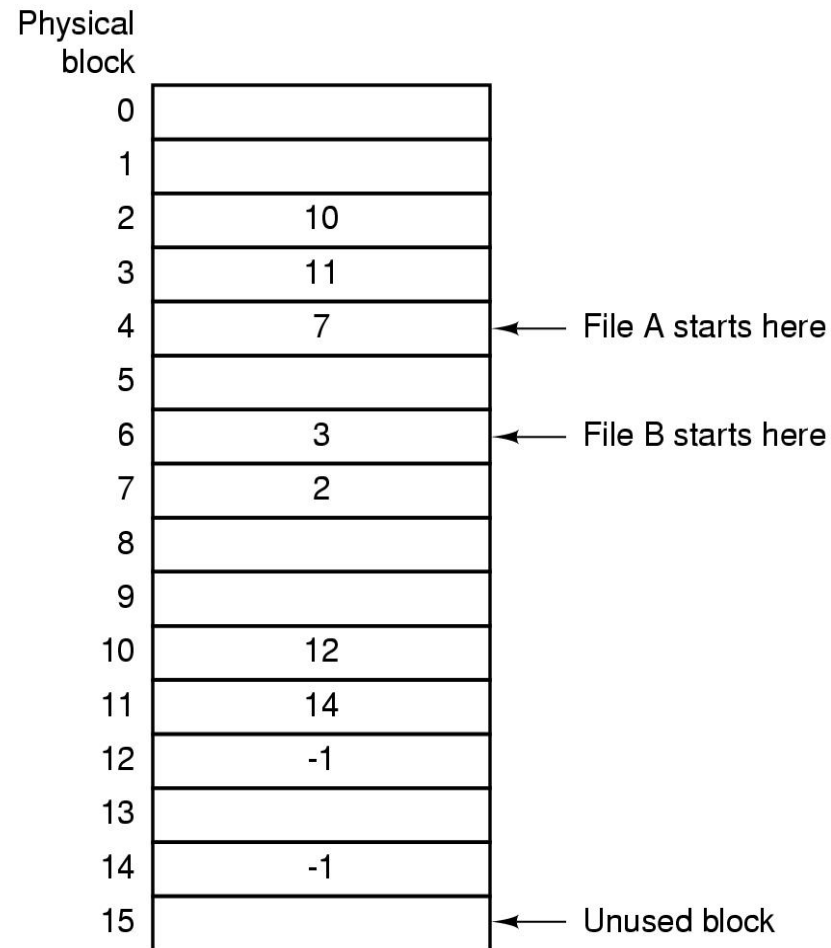 Physical
block
0
1
2 10
3 11
4 7 File A starts here
5
6 3 File B starts here
7 2
8
9
10 12
11 14
12 -1
13
14 -1
15 Unused block